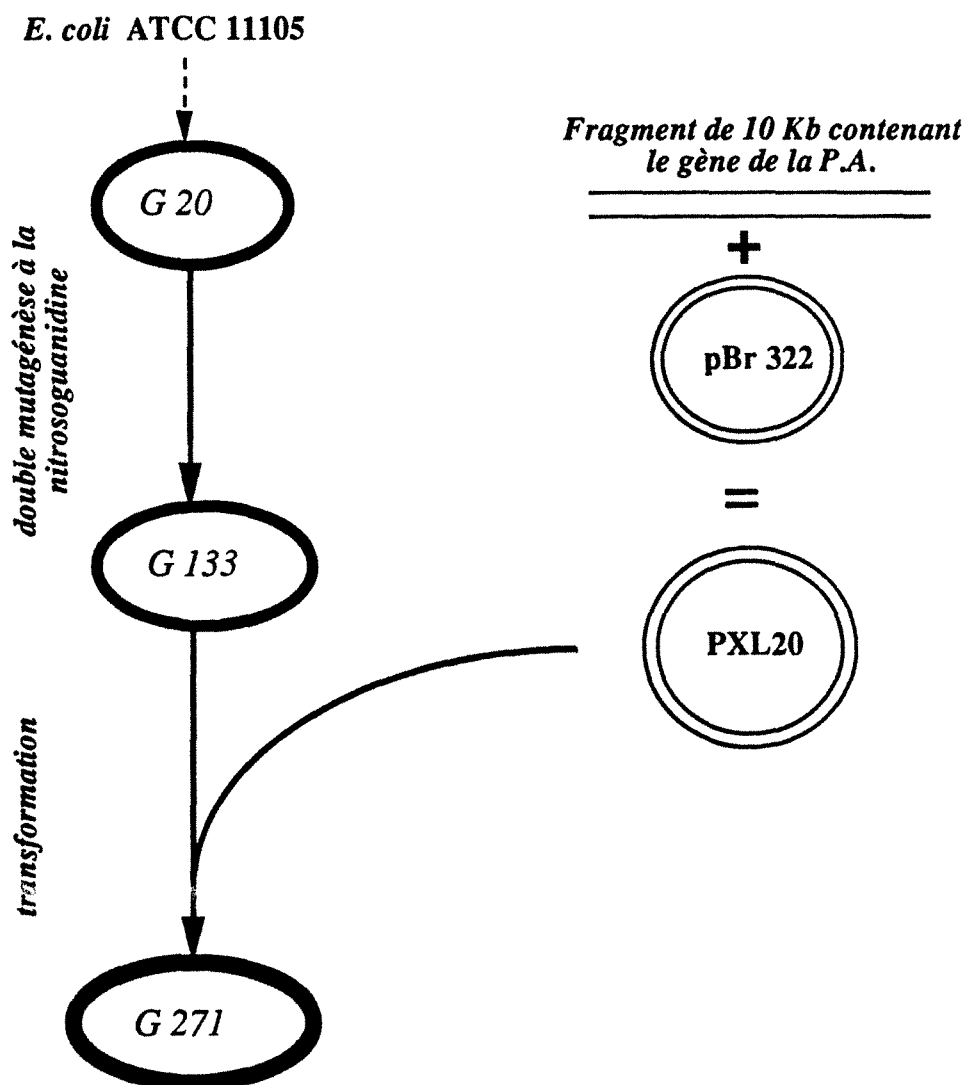 E. coli ATCC 11105
G 20
double mutagénèse à la
nitrosoguanidine
G 133
transformation
G 271
Fragment de 10 Kb contenant
le gène de la P.A.
+
pBr 322
=
PXL20